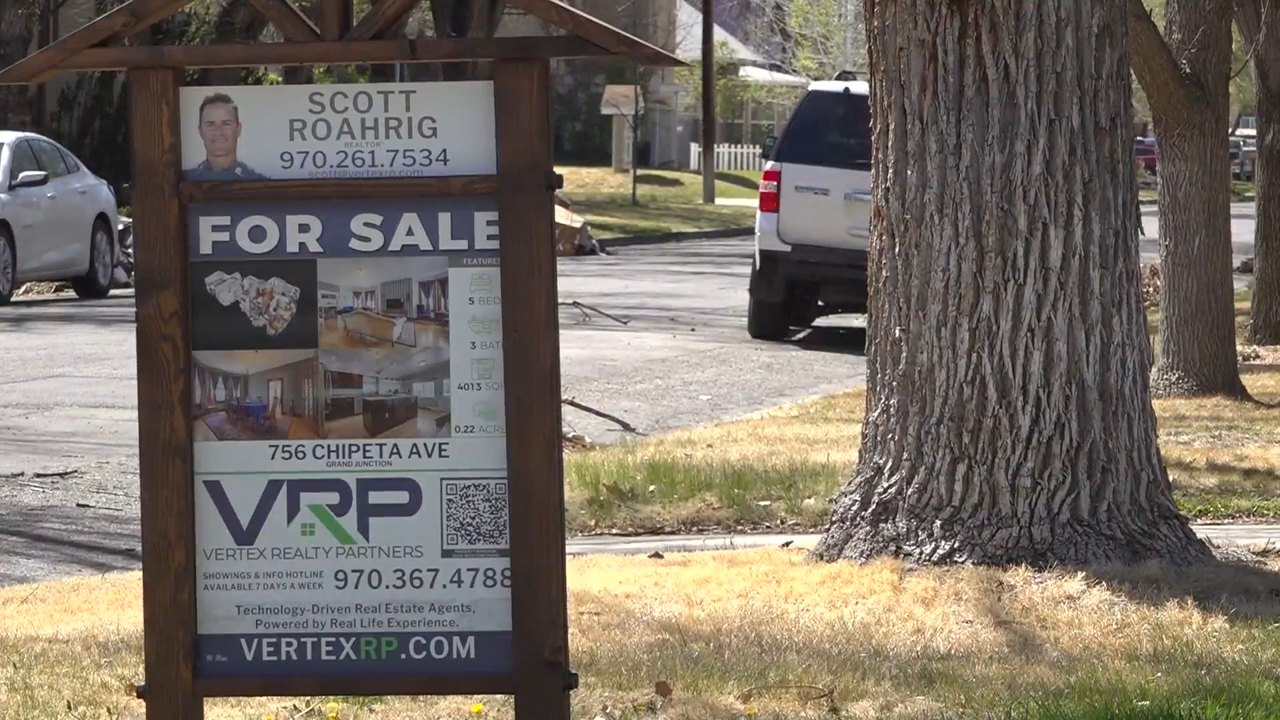 SCOTT
ROAHRIG
REALTOR®
970.261.7534
scott@vertexrp.com
FOR SALE
FEATURE
5 BED
3 BAT
4013 SQ
0.22 ACRE
756 CHIPETA AVE
GRAND JUNCTION
VRP
VERTEX REALTY PARTNERS
SHOWINGS & INFO HOTLINE
AVAILABLE 7 DAYS A WEEK
970.367.4788
Technology-Driven Real Estate Agents,
Powered by Real Life Experience.
VERTEXRP.COM